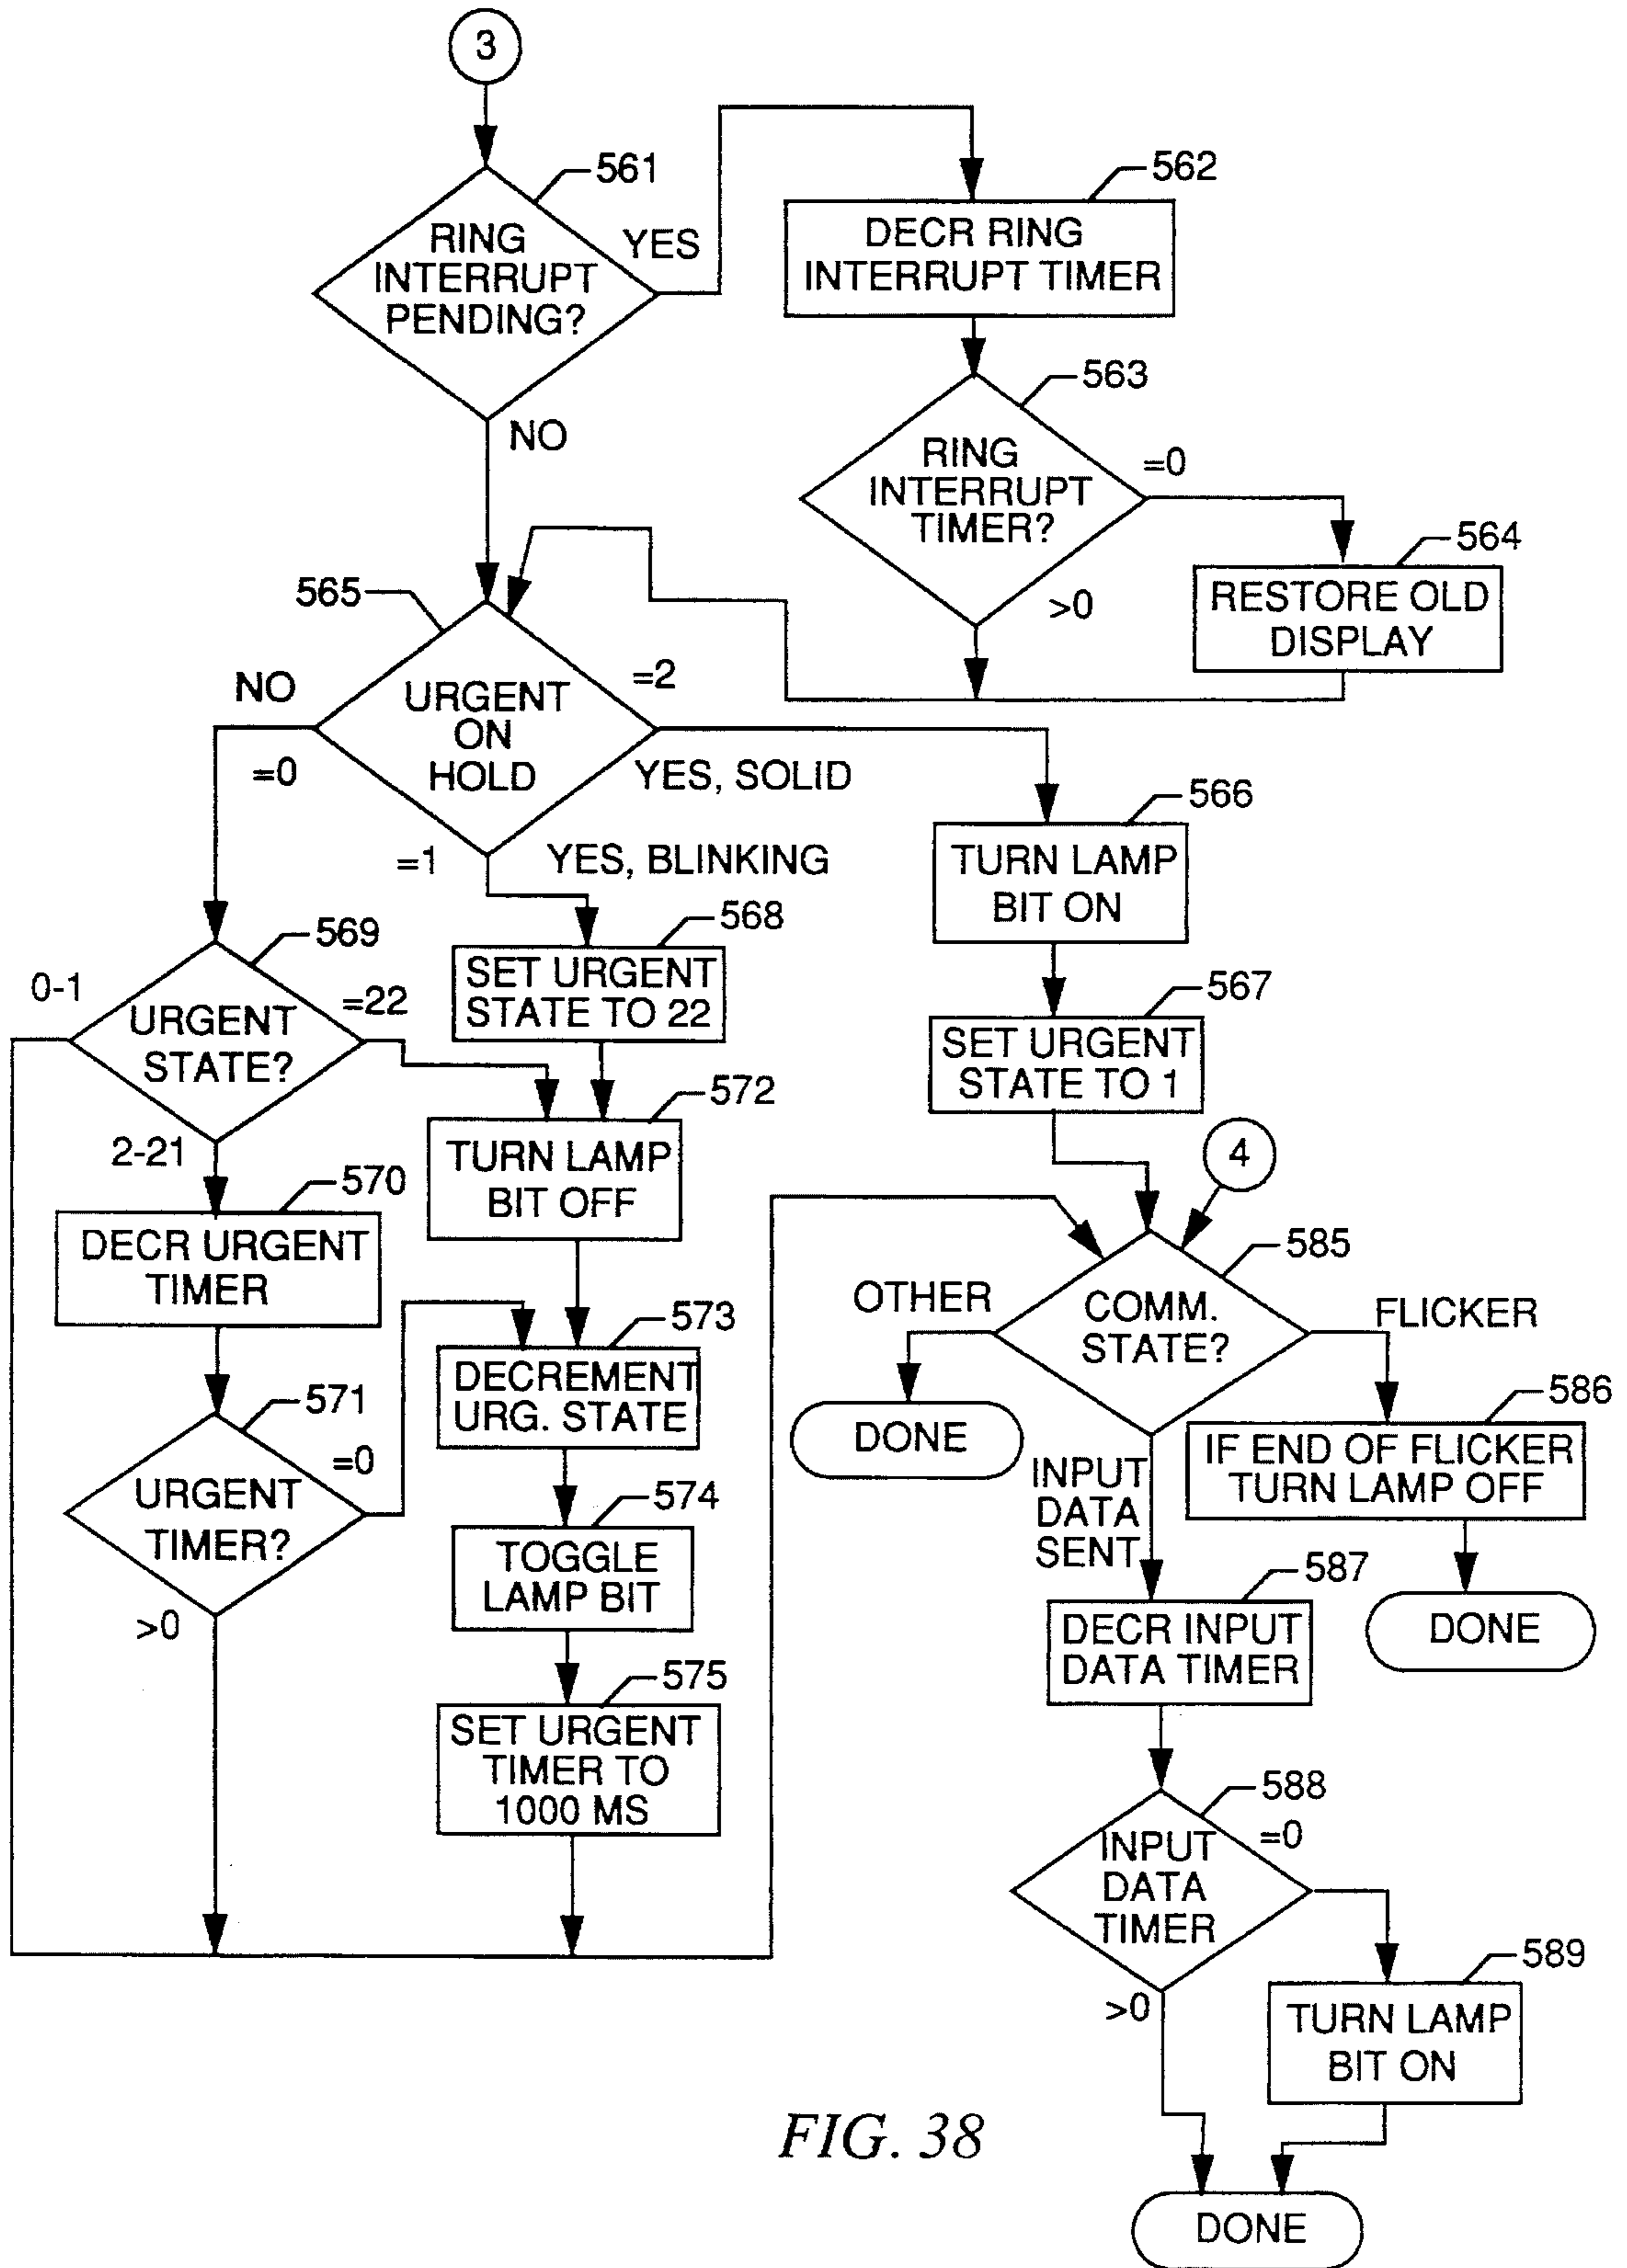 3
561
RING
INTERRUPT
PENDING?
YES
NO
562
DECR RING
INTERRUPT TIMER
563
RING
INTERRUPT
TIMER?
=0
>0
564
RESTORE OLD
DISPLAY
565
URGENT
ON
HOLD
NO
=0
=2
YES, SOLID
=1
YES, BLINKING
566
TURN LAMP
BIT ON
567
SET URGENT
STATE TO 1
568
SET URGENT
STATE TO 22
569
URGENT
STATE?
0-1
=22
2-21
570
DECR URGENT
TIMER
571
URGENT
TIMER?
=0
>0
572
TURN LAMP
BIT OFF
573
DECREMENT
URG. STATE
574
TOGGLE
LAMP BIT
575
SET URGENT
TIMER TO
1000 MS
4
585
COMM.
STATE?
OTHER
DONE
FLICKER
586
IF END OF FLICKER
TURN LAMP OFF
DONE
INPUT
DATA
SENT
587
DECR INPUT
DATA TIMER
588
INPUT
DATA
TIMER
=0
>0
589
TURN LAMP
BIT ON
DONE
FIG. 38